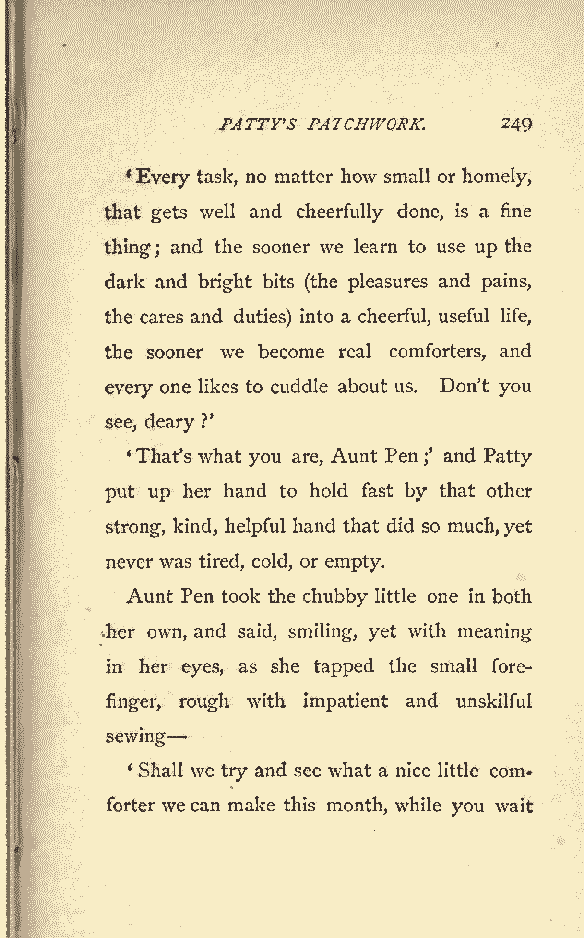 PATTY'S PATCHWORK. 249
‘Every task, no matter how small or homely,
that gets well and cheerfully done, is a fine
thing; and the sooner we learn to use up the
dark and bright bits (the pleasures and pains,
the cares and duties) into a cheerful, useful life,
the sooner we become real comforters, and
every one likes to cuddle about us. Don't you
see, deary?’
‘That's what you are, Aunt Pen;’ and Patty
put up her hand to hold fast by that other
strong, kind, helpful hand that did so much, yet
never was tired, cold, or empty.
Aunt Pen took the chubby little one in both
her own, and said, smiling, yet with meaning
in her eyes, as she tapped the small fore-
finger, rough with impatient and unskilful
sewing—
‘Shall we try and see what a nice little com-
forter we can make this month, while you wait